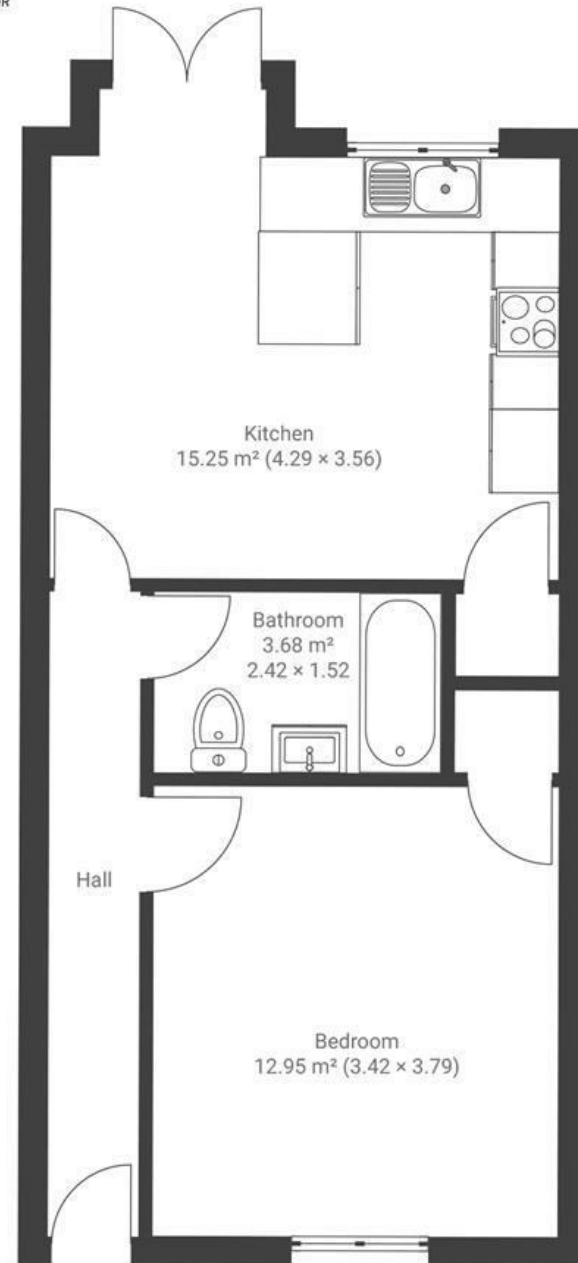 Kitchen
15.25 m² (4.29 × 3.56)
Bathroom
3.68 m²
2.42 × 1.52
Hall
Bedroom
12.95 m² (3.42 × 3.79)